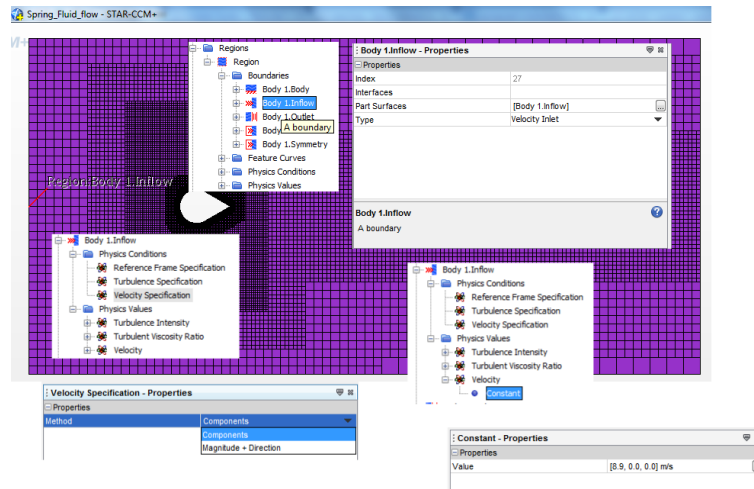 Spring_Fluid_flow - STAR-CCM+
M+
Regions
Region
Boundaries
Body 1.Body
Body 1.Inflow
Body 1.Outlet
Body
A boundary
Body 1.Symmetry
Feature Curves
Physics Conditions
Physics Values
Body 1.Inflow - Properties
Properties
Index 27
Interfaces
Part Surfaces [Body 1.Inflow]
Type Velocity Inlet
Body 1.Inflow
A boundary
Region:Body 1.Inflow
Body 1.Inflow
Physics Conditions
Reference Frame Specification
Turbulence Specification
Velocity Specification
Physics Values
Turbulence Intensity
Turbulent Viscosity Ratio
Velocity
Body 1.Inflow
Physics Conditions
Reference Frame Specification
Turbulence Specification
Velocity Specification
Physics Values
Turbulence Intensity
Turbulent Viscosity Ratio
Velocity
Constant
Velocity Specification - Properties
Properties
Method Components
Components
Magnitude + Direction
Constant - Properties
Properties
Value [8.9, 0.0, 0.0] m/s